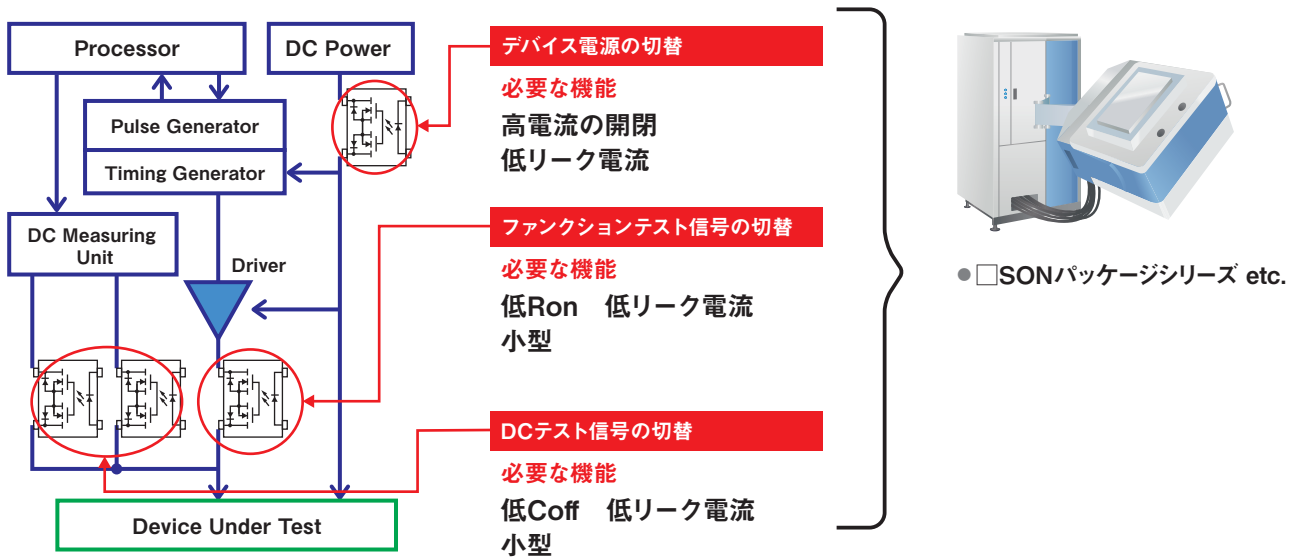 Processor
DC Power
Pulse Generator
Timing Generator
DC Measuring
Unit
Driver
Device Under Test
デバイス電源の切替
必要な機能
高電流の開閉
低リーク電流
ファンクションテスト信号の切替
必要な機能
低Ron 低リーク電流
小型
DCテスト信号の切替
必要な機能
低Coff 低リーク電流
小型
●□SONパッケージシリーズ etc.